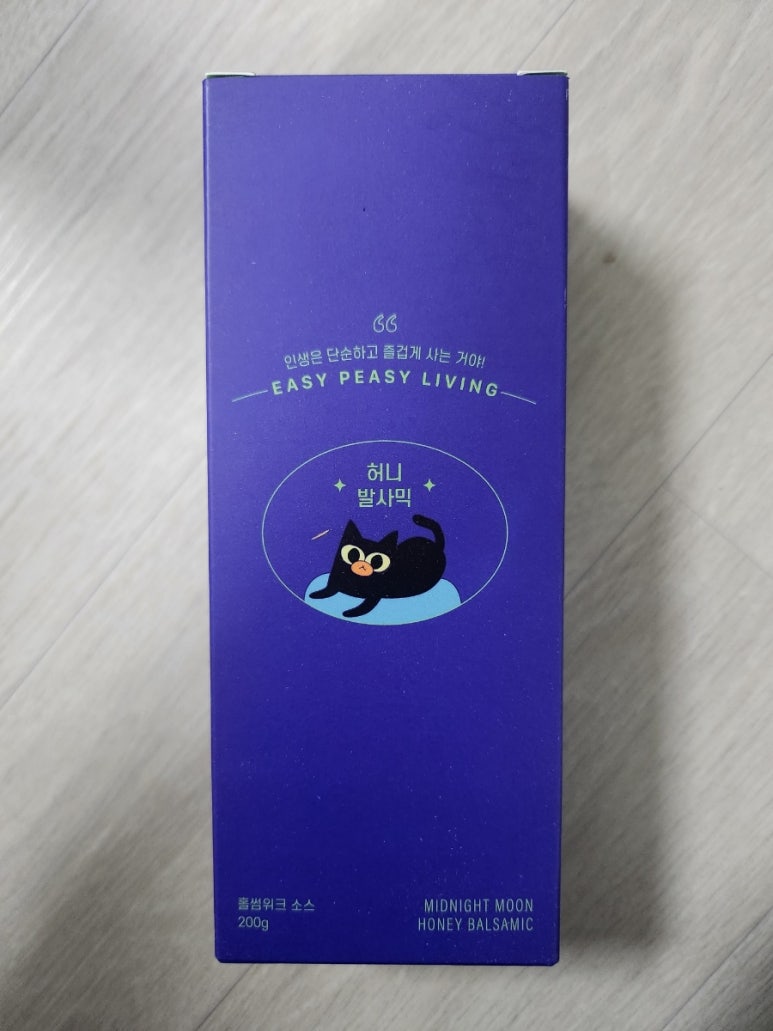 인생은 단순하고 즐겁게 사는 거야!
EASY PEASY LIVING
허니
발사믹
홀썸위크 소스
200g
MIDNIGHT MOON
HONEY BALSAMIC